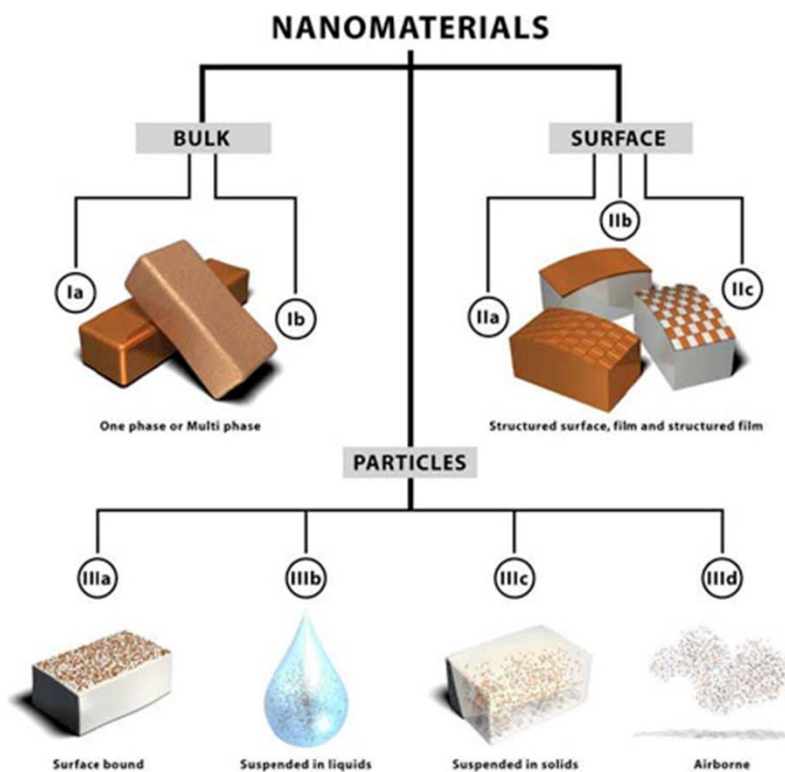 NANOMATERIALS
BULK
SURFACE
Ia
Ib
IIa
IIb
IIc
One phase or Multi phase
Structured surface, film and structured film
PARTICLES
IIIa
IIIb
IIIc
IIId
Surface bound
Suspended in liquids
Suspended in solids
Airborne